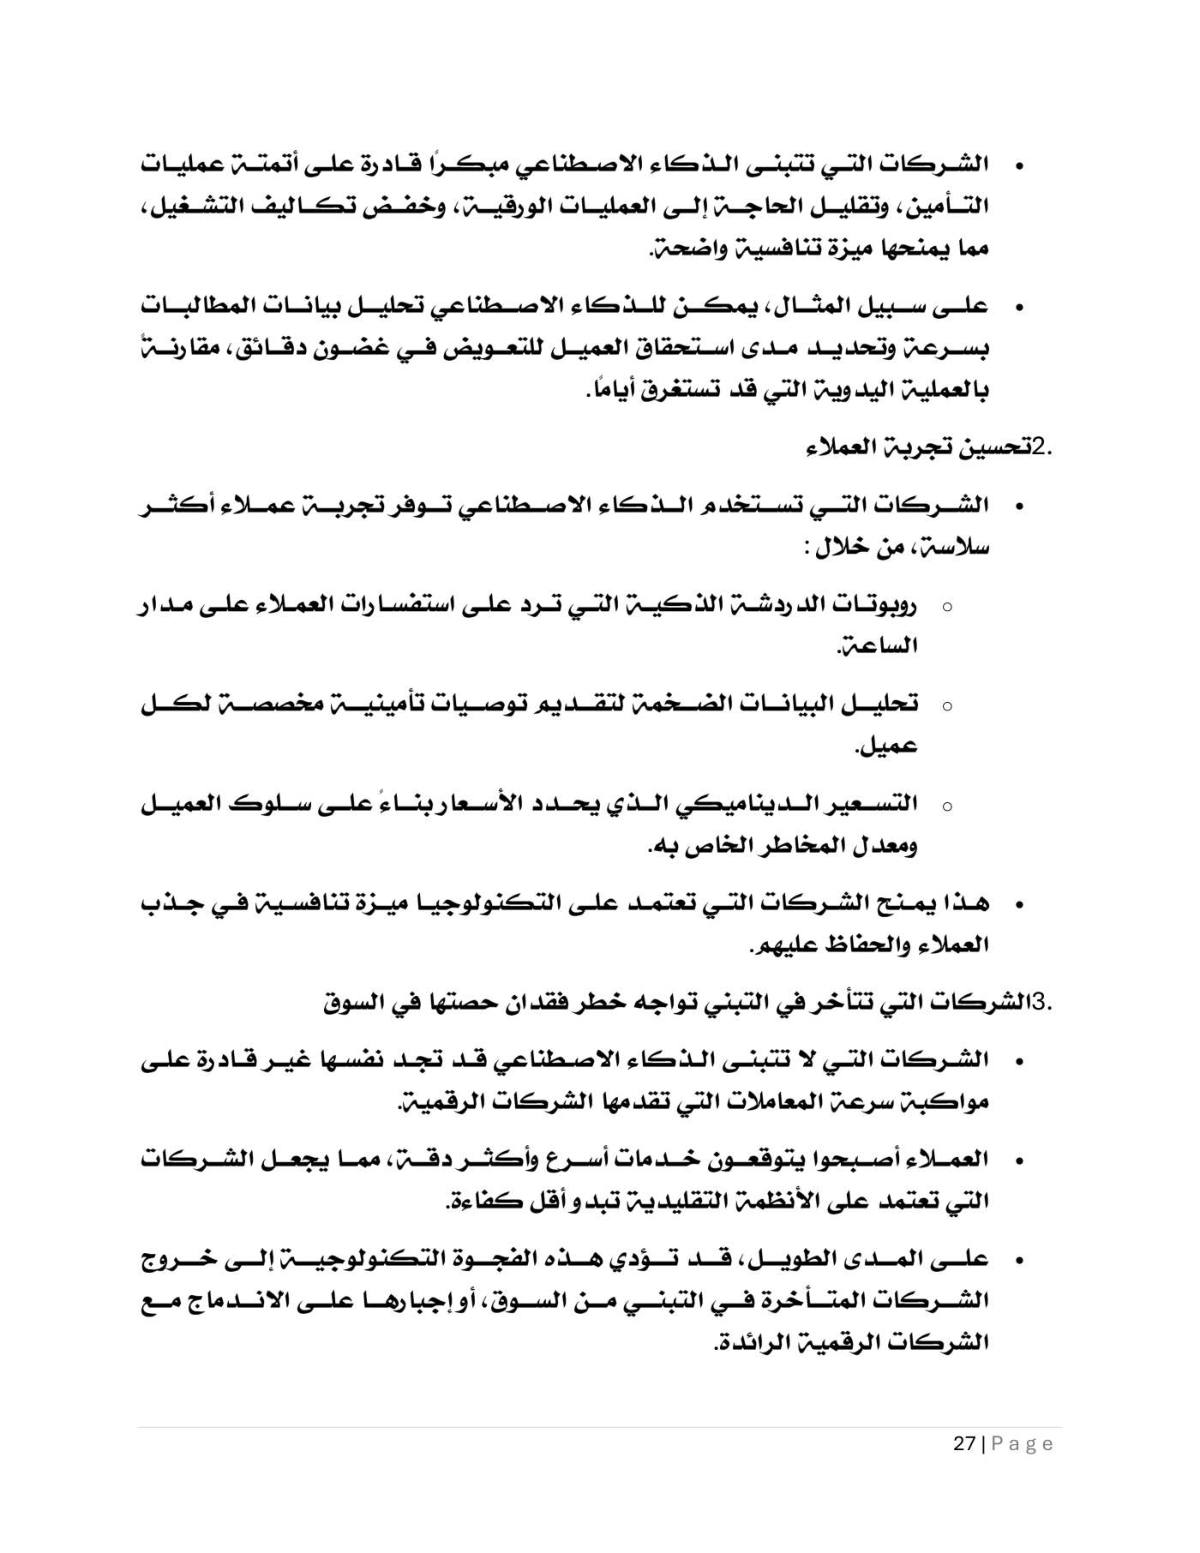 • الشركات التي تتبنى الذكاء الاصطناعي مبكرًا قادرة على أتمتة عمليات
التأمين، وتقليل الحاجة إلى العمليات الورقية، وخفض تكاليف التشغيل،
مما يمنحها ميزة تنافسية واضحة.
• على سبيل المثال، يمكن للذكاء الاصطناعي تحليل بيانات المطالبات
بسرعة وتحديد مدى استحقاق العميل للتعويض في غضون دقائق، مقارنةً
بالعملية اليدوية التي قد تستغرق أيامًا.
.2تحسين تجربة العملاء
• الشركات التي تستخدم الذكاء الاصطناعي توفر تجربة عملاء أكثر
سلاسة، من خلال :
○ روبوتات الدردشة الذكية التي ترد على استفسارات العملاء على مدار
الساعة.
○ تحليل البيانات الضخمة لتقديم توصيات تأمينية مخصصة لكل
عميل.
○ التسعير الديناميكي الذي يحدد الأسعار بناءً على سلوك العميل
ومعدل المخاطر الخاص به.
• هذا يمنح الشركات التي تعتمد على التكنولوجيا ميزة تنافسية في جذب
العملاء والحفاظ عليهم.
.3الشركات التي تتأخر في التبني تواجه خطر فقدان حصتها في السوق
• الشركات التي لا تتبنى الذكاء الاصطناعي قد تجد نفسها غير قادرة على
مواكبة سرعة المعاملات التي تقدمها الشركات الرقمية.
• العملاء أصبحوا يتوقعون خدمات أسرع وأكثر دقة، مما يجعل الشركات
التي تعتمد على الأنظمة التقليدية تبدو أقل كفاءة.
• على المدى الطويل، قد تؤدي هذه الفجوة التكنولوجية إلى خروج
الشركات المتأخرة في التبني من السوق، أو إجبارها على الاندماج مع
الشركات الرقمية الرائدة.
27 | Page